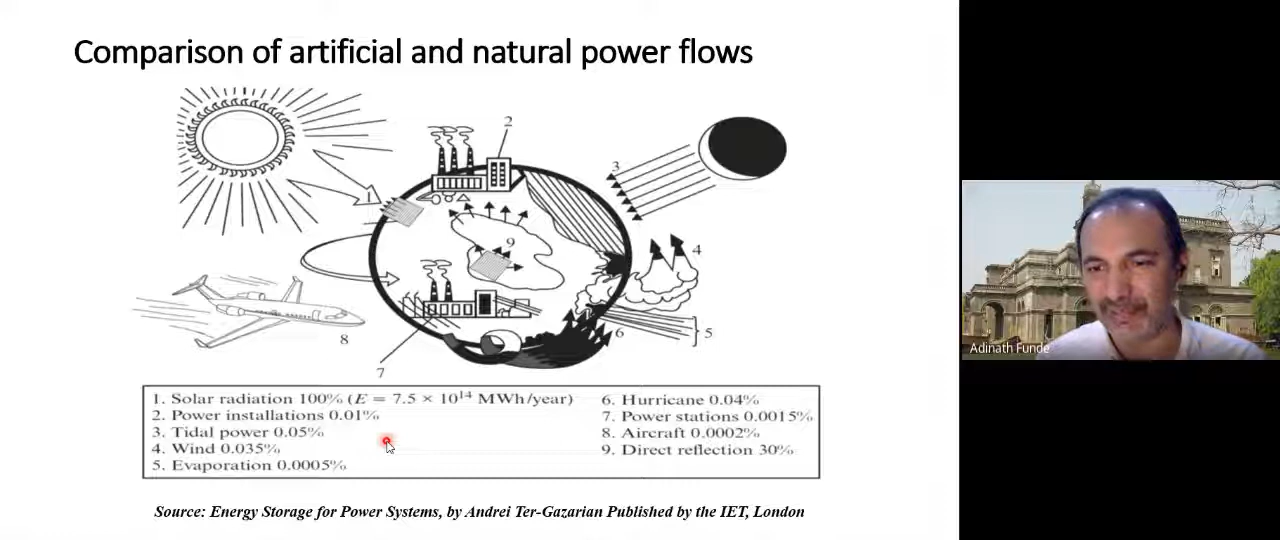 Comparison of artificial and natural power flows
2
3
9
4
8
6
5
7
1. Solar radiation 100% (E = 7.5 × 10¹⁴ MWh/year)
2. Power installations 0.01%
3. Tidal power 0.05%
4. Wind 0.035%
5. Evaporation 0.0005%
6. Hurricane 0.04%
7. Power stations 0.0015%
8. Aircraft 0.0002%
9. Direct reflection 30%
Source: Energy Storage for Power Systems, by Andrei Ter-Gazarian Published by the IET, London
Adinath Funde